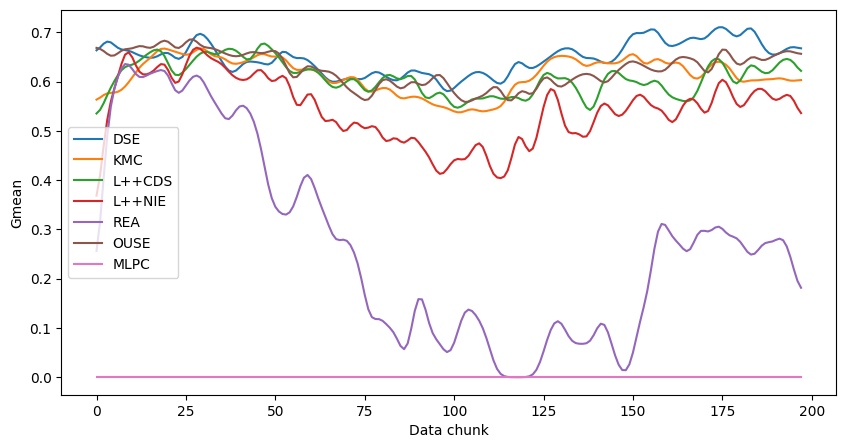 0.7
0.6
0.5
0.4
0.3
0.2
0.1
0.0
Gmean
DSE
KMC
L++CDS
L++NIE
REA
OUSE
MLPC
0 25 50 75 100 125 150 175 200
Data chunk